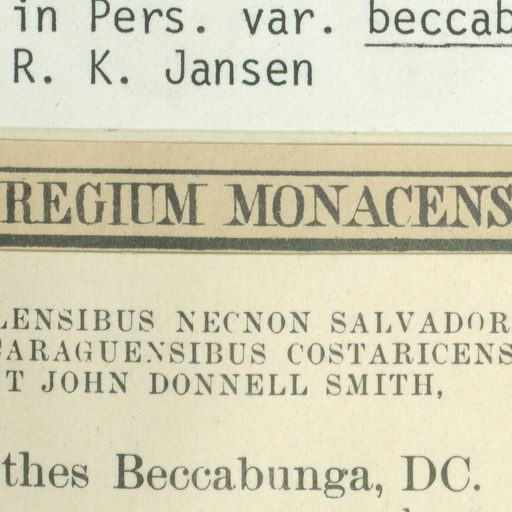 in Pers. var. beccab
R. K. Jansen
REGIUM MONACENS
LENSIBUS NECNON SALVADOR
CARAGUENSIBUS COSTARICENS
T JOHN DONNELL SMITH,
thes Beccabunga, DC.